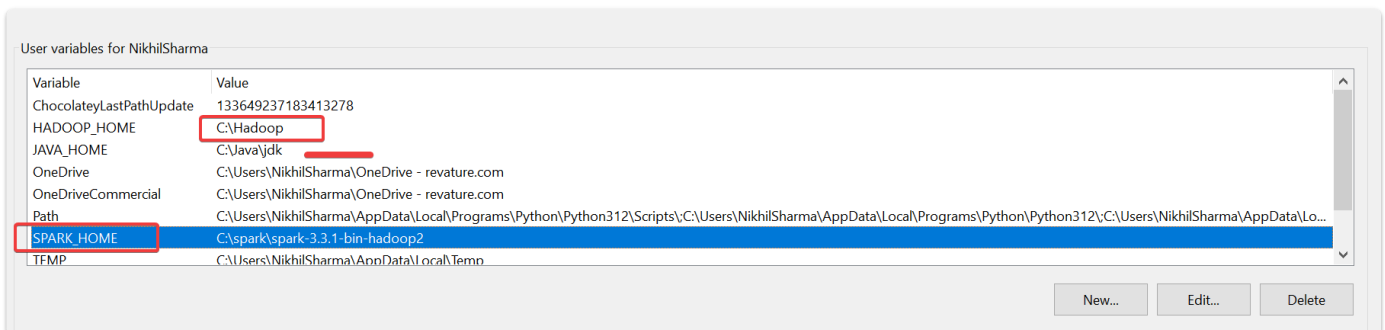 User variables for NikhilSharma
Variable Value
ChocolateyLastPathUpdate 133649237183413278
HADOOP_HOME C:\Hadoop
JAVA_HOME C:\Java\jdk
OneDrive C:\Users\NikhilSharma\OneDrive - revature.com
OneDriveCommercial C:\Users\NikhilSharma\OneDrive - revature.com
Path C:\Users\NikhilSharma\AppData\Local\Programs\Python\Python312\Scripts\;C:\Users\NikhilSharma\AppData\Local\Programs\Python\Python312\;C:\Users\NikhilSharma\AppData\Lo...
SPARK_HOME C:\spark\spark-3.3.1-bin-hadoop2
TEMP C:\Users\NikhilSharma\AppData\Local\Temp
New... Edit... Delete